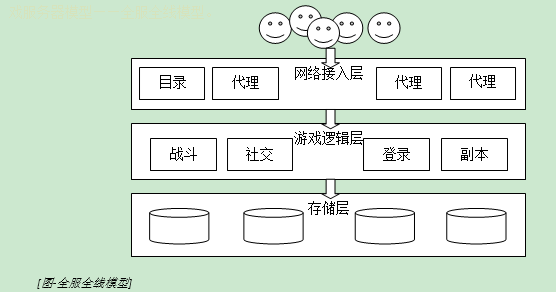 网络接入层
目录 代理 代理 代理
游戏逻辑层
战斗 社交 登录 副本
存储层
[图-全服全线模型]